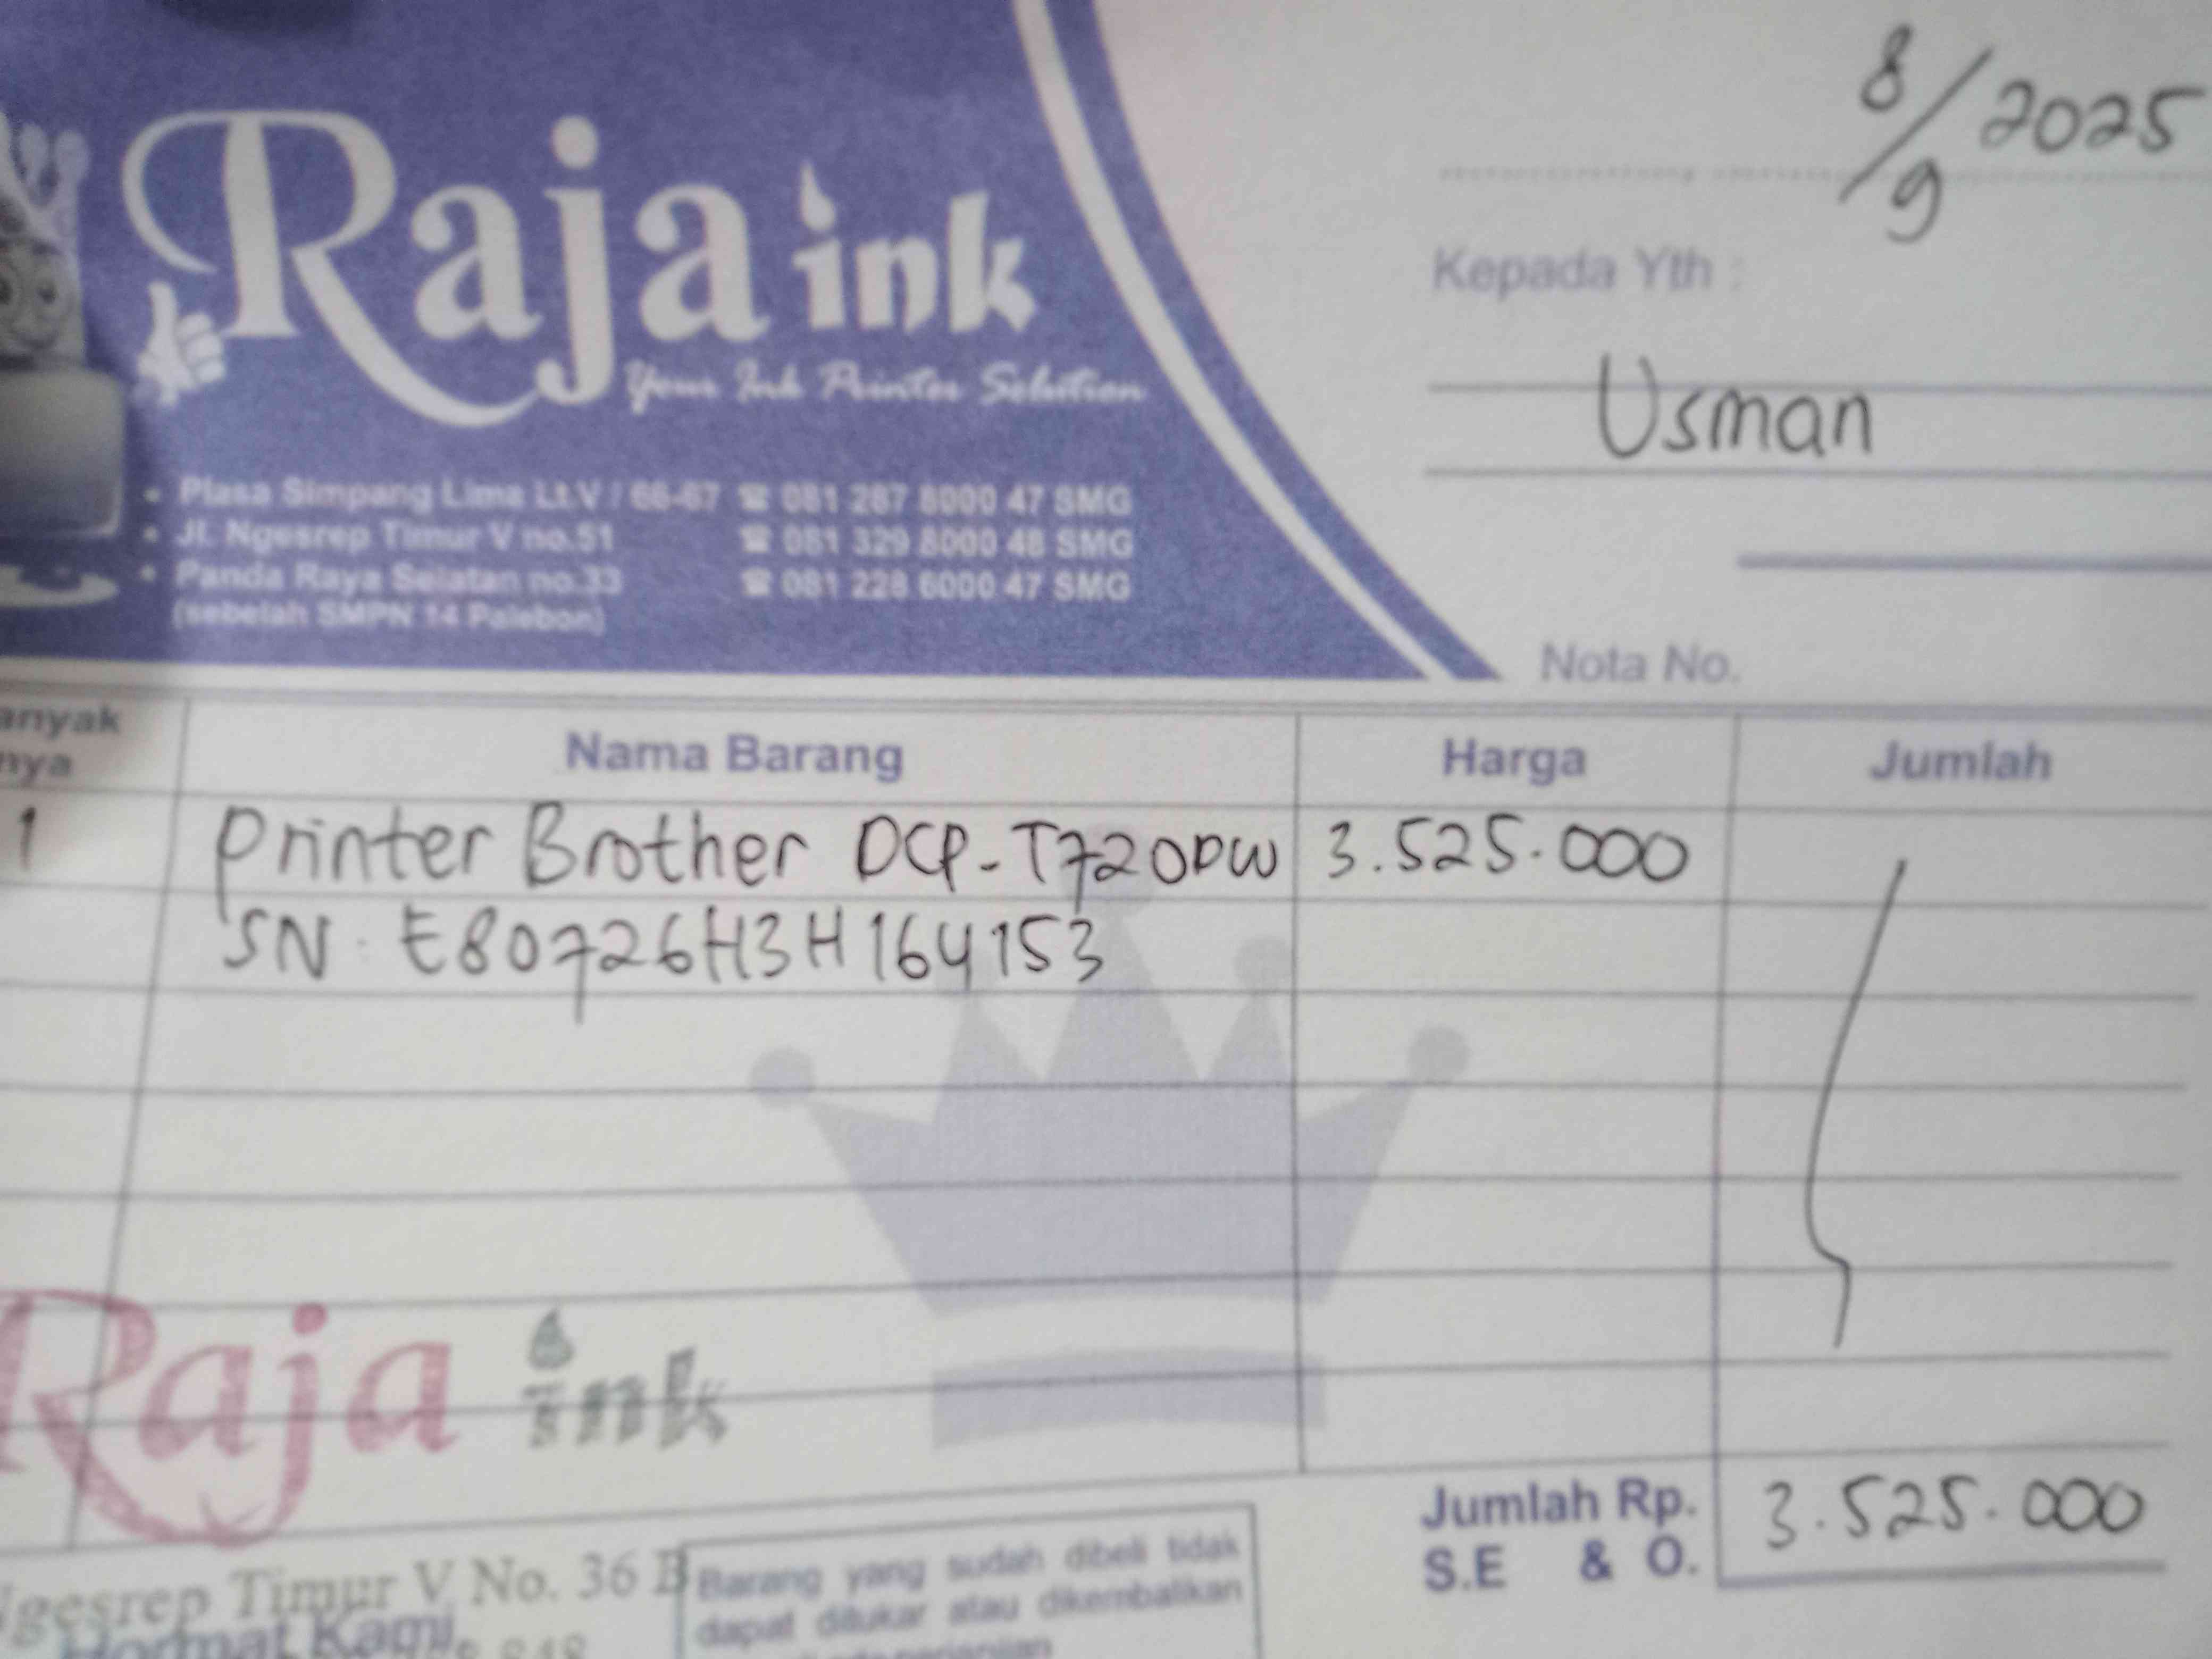 Raja ink
Your Ink Printer Solution
• Plasa Simpang Lima Lt.V / 66-67 ☎ 081 287 8000 47 SMG
• Jl. Ngesrep Timur V no.51 ☎ 081 329 8000 48 SMG
• Panda Raya Selatan no.33 ☎ 081 228 6000 47 SMG
(sebelah SMPN 14 Palebon)
8/9 2025
Kepada Yth :
Usman
Nota No.
anyak
nya
Nama Barang
Harga
Jumlah
1 Printer Brother DCP-T720DW 3.525.000
SN. E80726H3H164153
Raja ink
Jumlah Rp. 3.525.000
S.E & O.
Ngesrep Timur V No. 36 B
Hormat Kami,
Barang yang sudah dibeli tidak
dapat ditukar atau dikembalikan